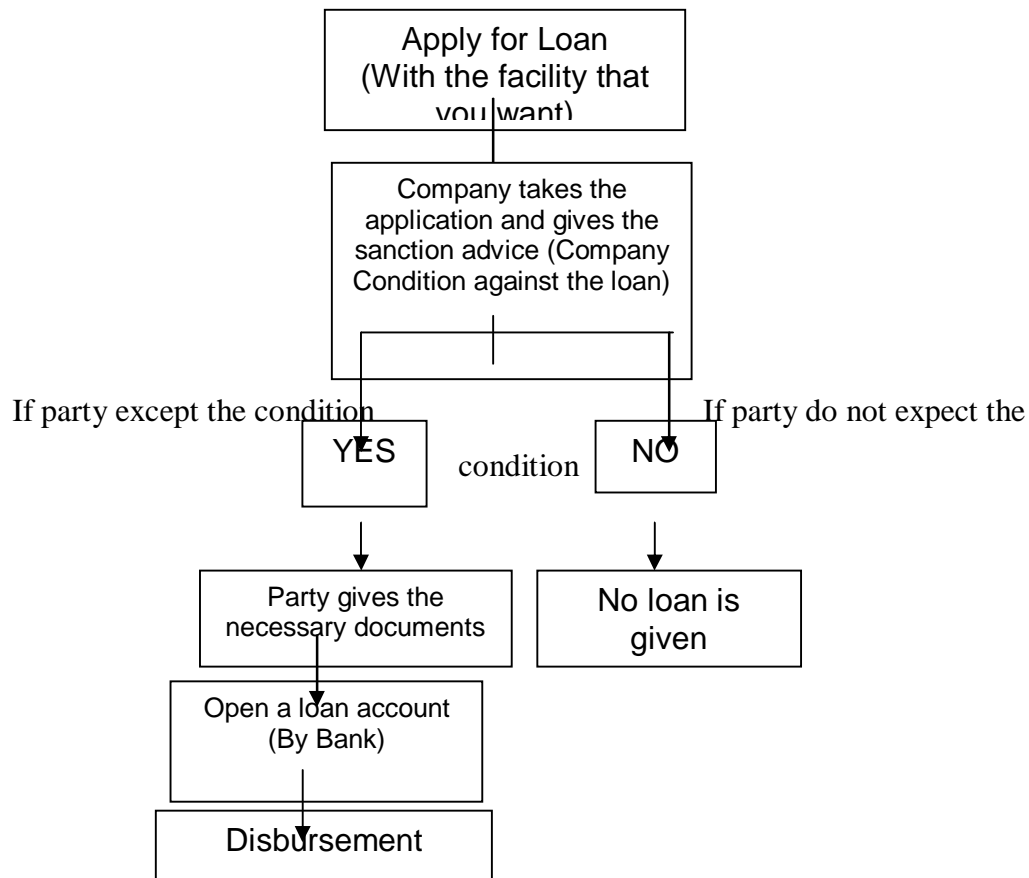 Apply for Loan
(With the facility that
you want)
Company takes the
application and gives the
sanction advice (Company
Condition against the loan)
If party except the condition
If party do not expect the
condition
YES
NO
Party gives the
necessary documents
No loan is
given
Open a loan account
(By Bank)
Disbursement